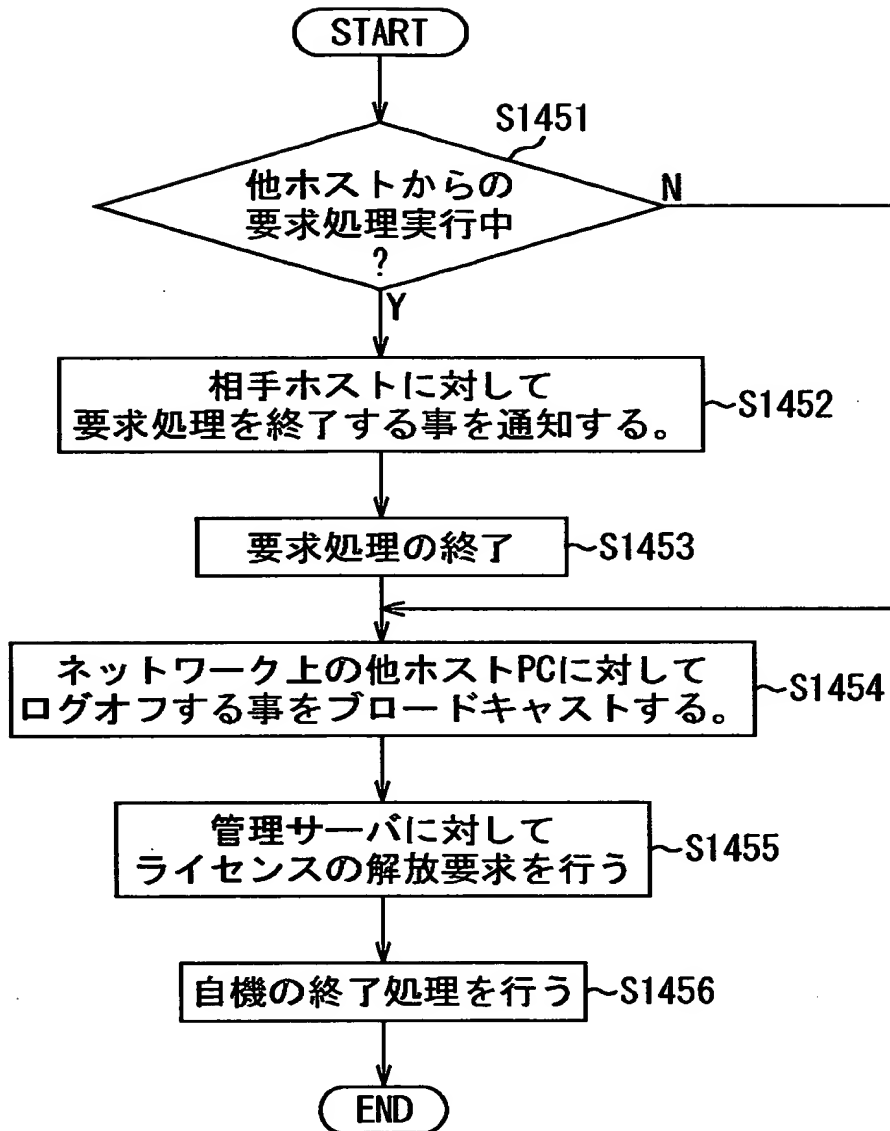 START
S1451
他ホストからの
要求処理実行中
?
N
Y
相手ホストに対して
要求処理を終了する事を通知する。
~S1452
要求処理の終了
~S1453
ネットワーク上の他ホストPCに対して
ログオフする事をブロードキャストする。
~S1454
管理サーバに対して
ライセンスの解放要求を行う
~S1455
自機の終了処理を行う
~S1456
END